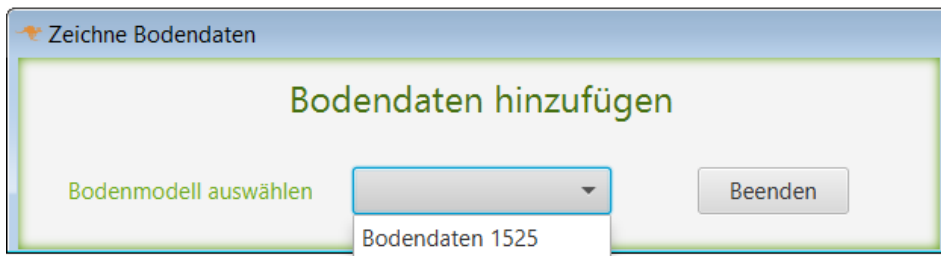 Zeichne Bodendaten
Bodendaten hinzufügen
Bodenmodell auswählen
Beenden
Bodendaten 1525